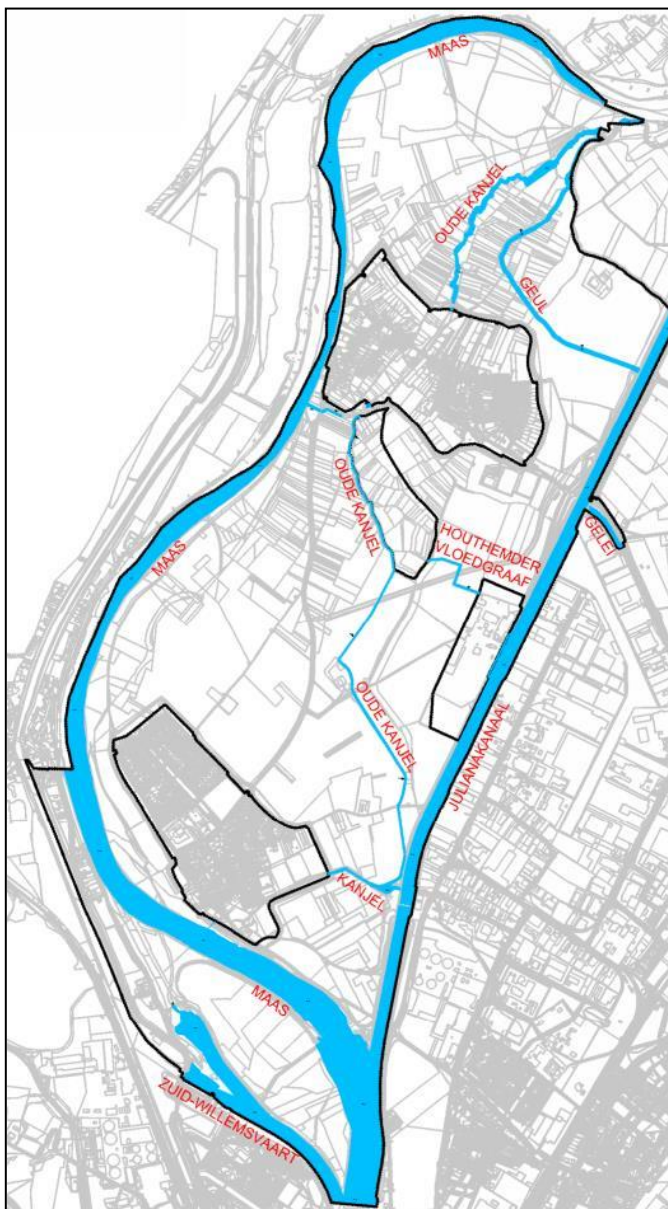 MAAS
OUDE KANJEL
GEUL
OUDE KANJEL
HOUTHEMDER
VLOEDGRAAF
GELEI
MAAS
OUDE KANJEL
JULIANAKANAAL
KANJEL
MAAS
ZUID-WILLEMSVAART